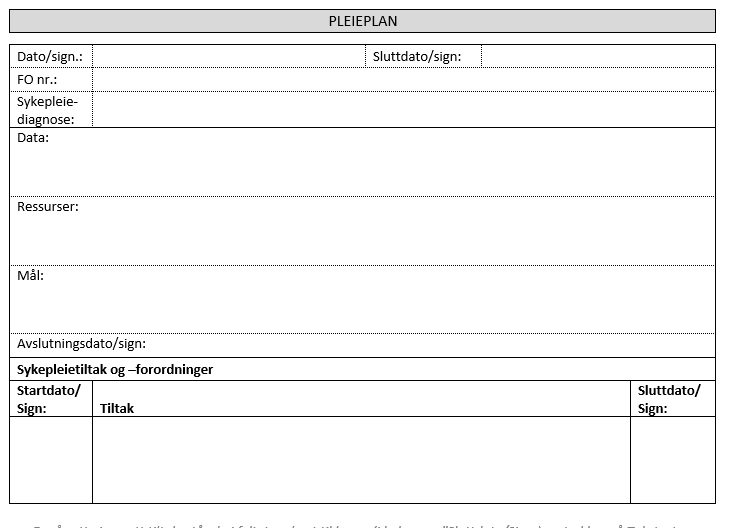 PLEIEPLAN
Dato/sign.:
Sluttdato/sign:
FO nr.:
Sykepleie-
diagnose:
Data:
Ressurser:
Mål:
Avslutningsdato/sign:
Sykepleietiltak og –forordninger
Startdato/
Sign:
Tiltak
Sluttdato/
Sign: